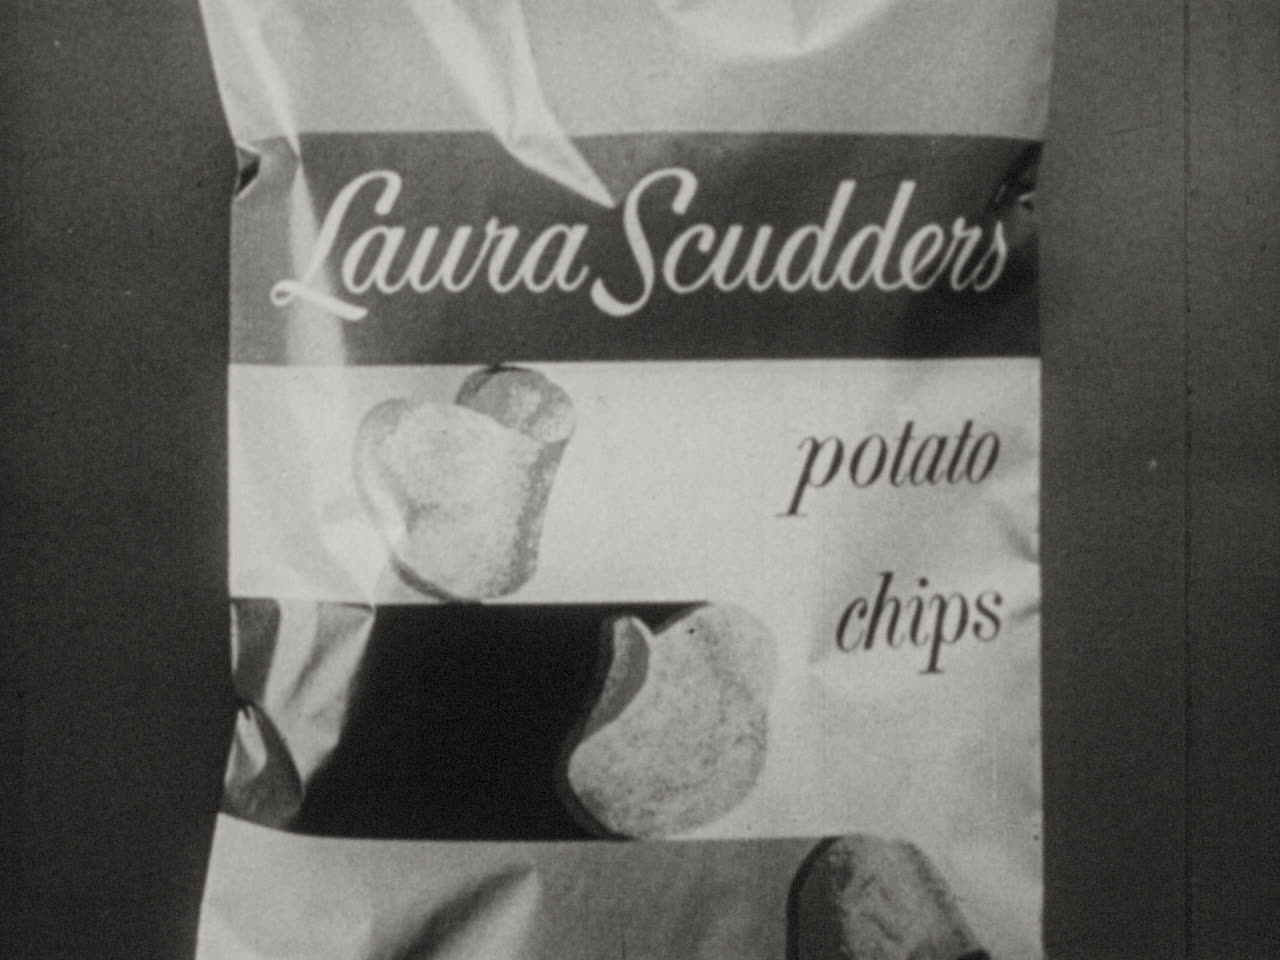 Laura Scudders
potato
chips